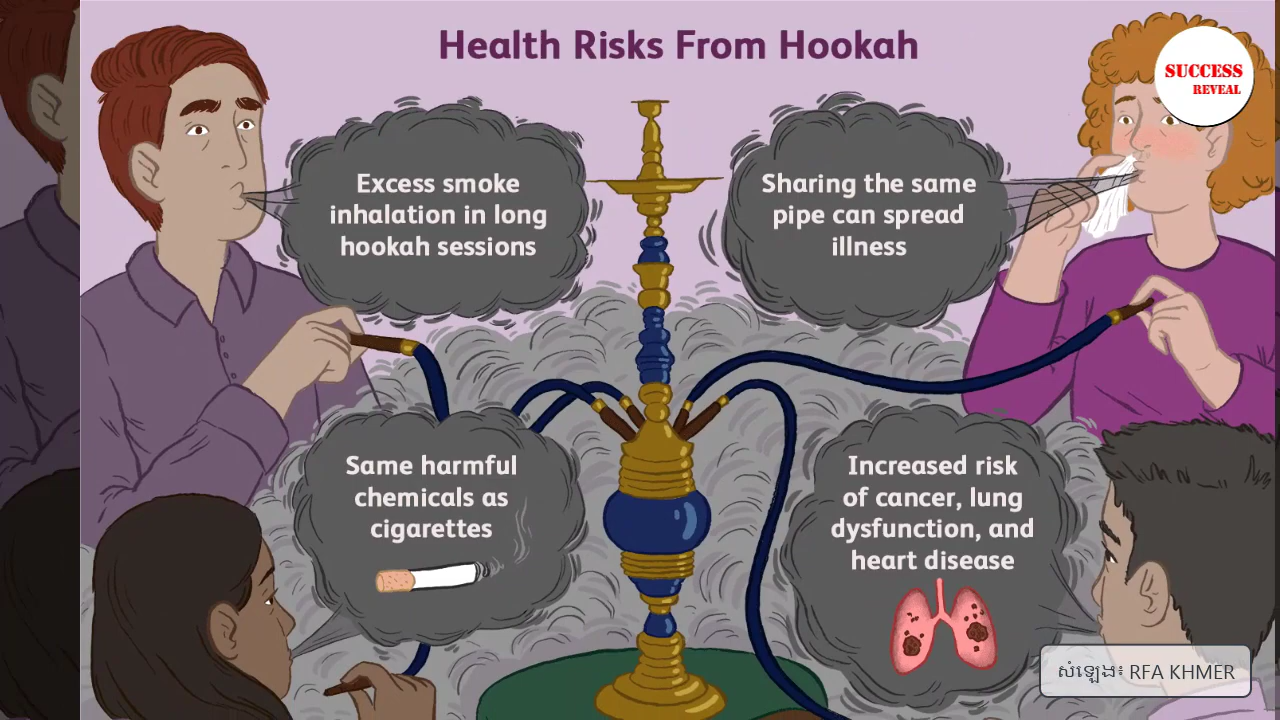 Health Risks From Hookah
SUCCESS
REVEAL
Excess smoke
inhalation in long
hookah sessions
Sharing the same
pipe can spread
illness
Same harmful
chemicals as
cigarettes
Increased risk
of cancer, lung
dysfunction, and
heart disease
សំឡេង៖ RFA KHMER